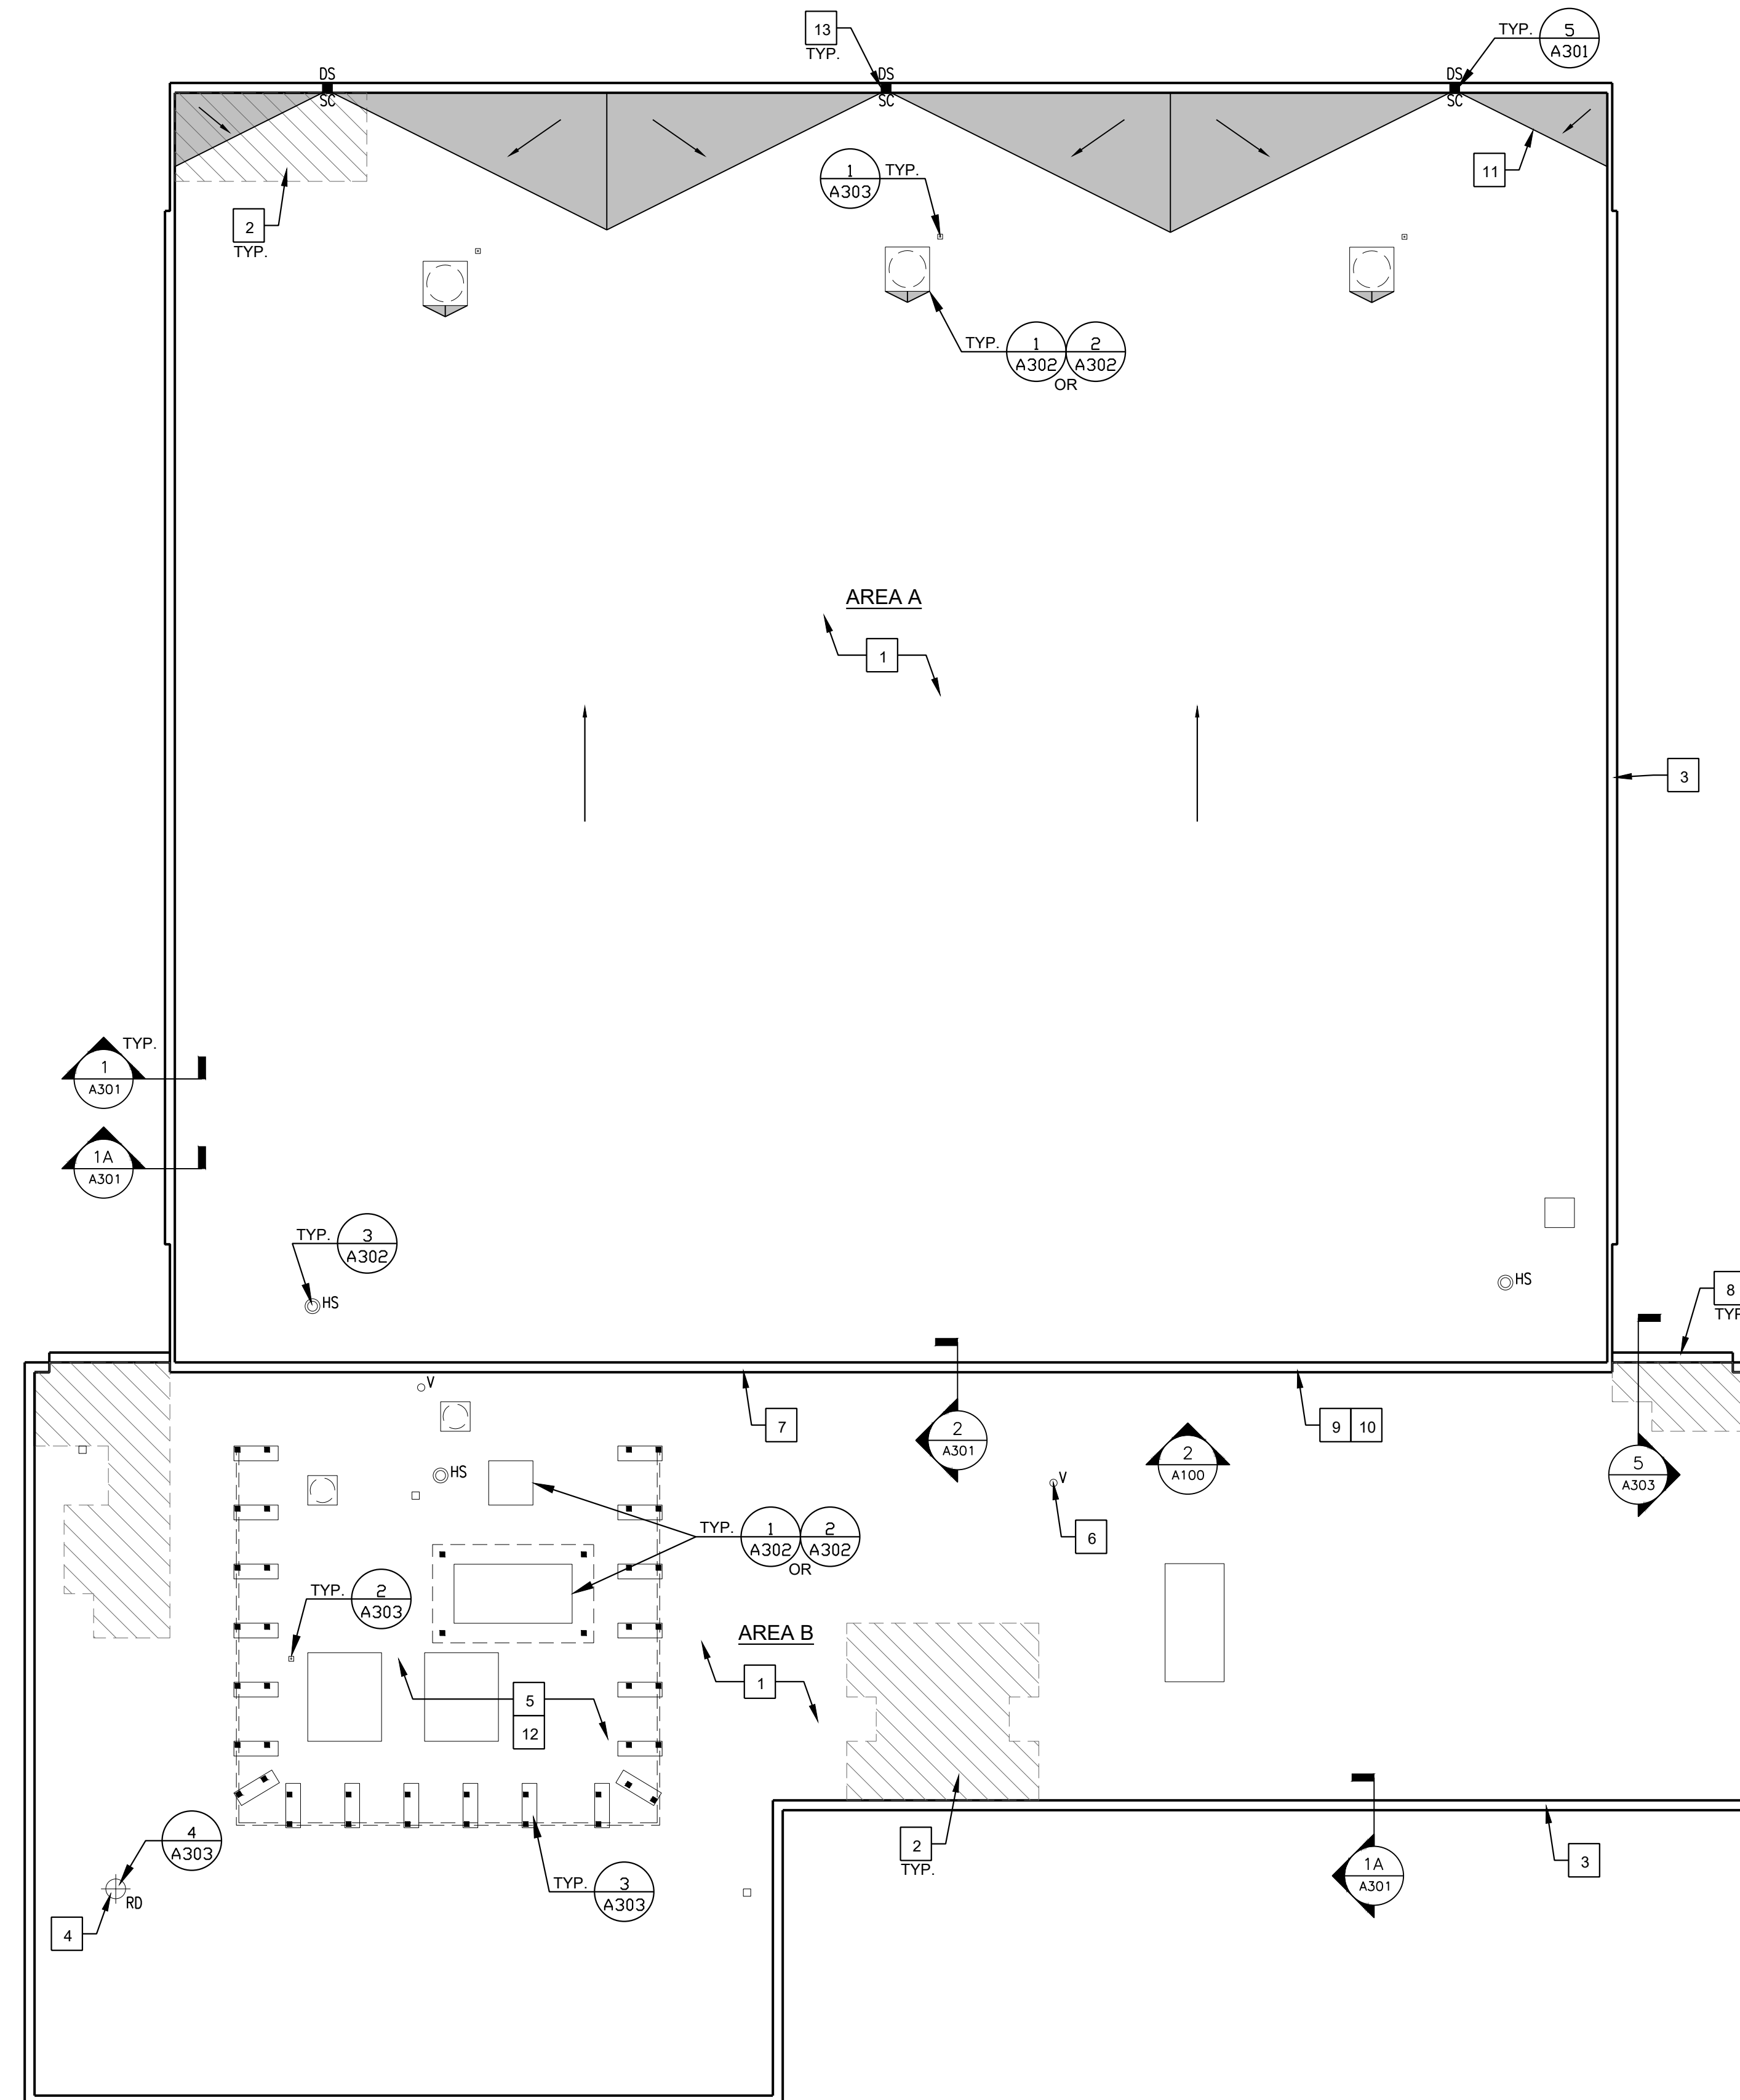 13
TYP.
TYP.
5
A301
DS
SC
DS
SC
DS
SC
2
TYP.
1
A303
TYP.
11
TYP.
1
A302
2
A302
OR
AREA A
1
3
TYP.
1
A301
1A
A301
TYP.
3
A302
HS
HS
8
V
7
2
A301
9
10
2
A100
5
A303
HS
V
6
TYP.
1
A302
2
A302
OR
TYP.
2
A303
AREA B
1
5
12
2
TYP.
4
A303
RD
4
TYP.
3
A303
1A
A301
3